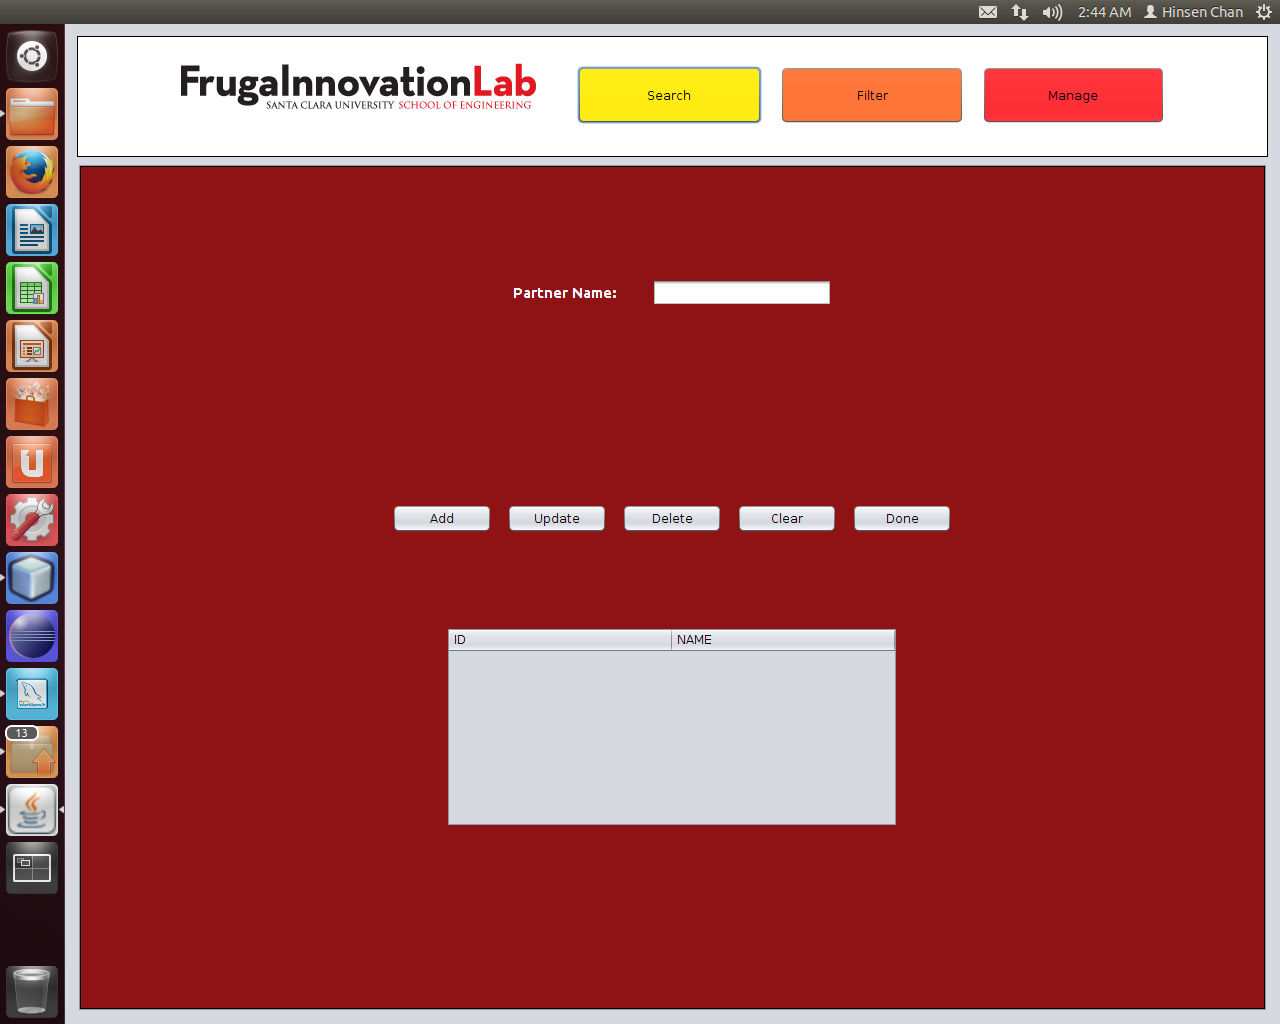 2:44 AM Hinsen Chan
FrugalnnovationLab
SANTA CLARA UNIVERSITY SCHOOL OF ENGINEERING
Search Filter Manage
Partner Name:
Add Update Delete Clear Done
ID NAME
U
Workbench
13